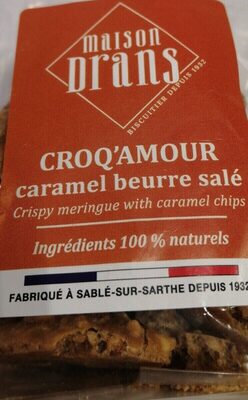 maison
Drans
BISCUITIER DEPUIS 1932
CROQ'AMOUR
caramel beurre salé
Crispy meringue with caramel chips
Ingrédients 100 % naturels
FABRIQUÉ À SABLÉ-SUR-SARTHE DEPUIS 1932